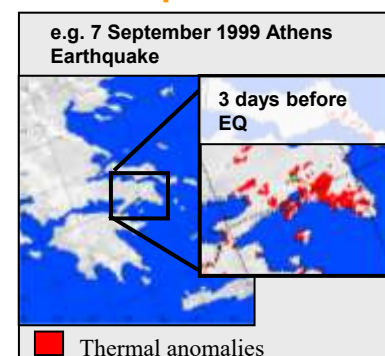 e.g. 7 September 1999 Athens
Earthquake
3 days before
EQ
Thermal anomalies